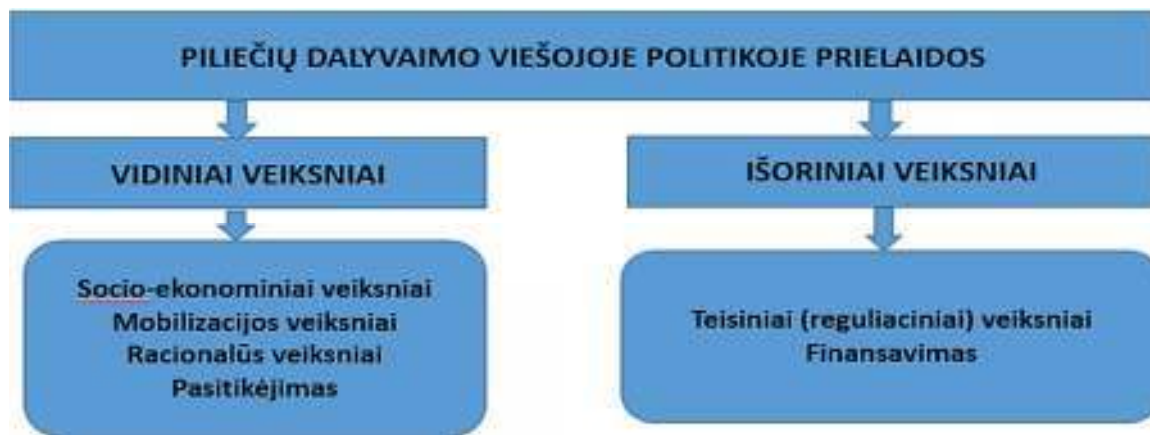 PILIEČIŲ DALYVAIMO VIEŠOJOJE POLITIKOJE PRIELAIDOS
VIDINIAI VEIKSNIAI
IŠORINIAI VEIKSNIAI
Socio-ekonominiai veiksniai
Mobilizacijos veiksniai
Racionalūs veiksniai
Pasitikėjimas
Teisiniai (reguliaciniai) veiksniai
Finansavimas